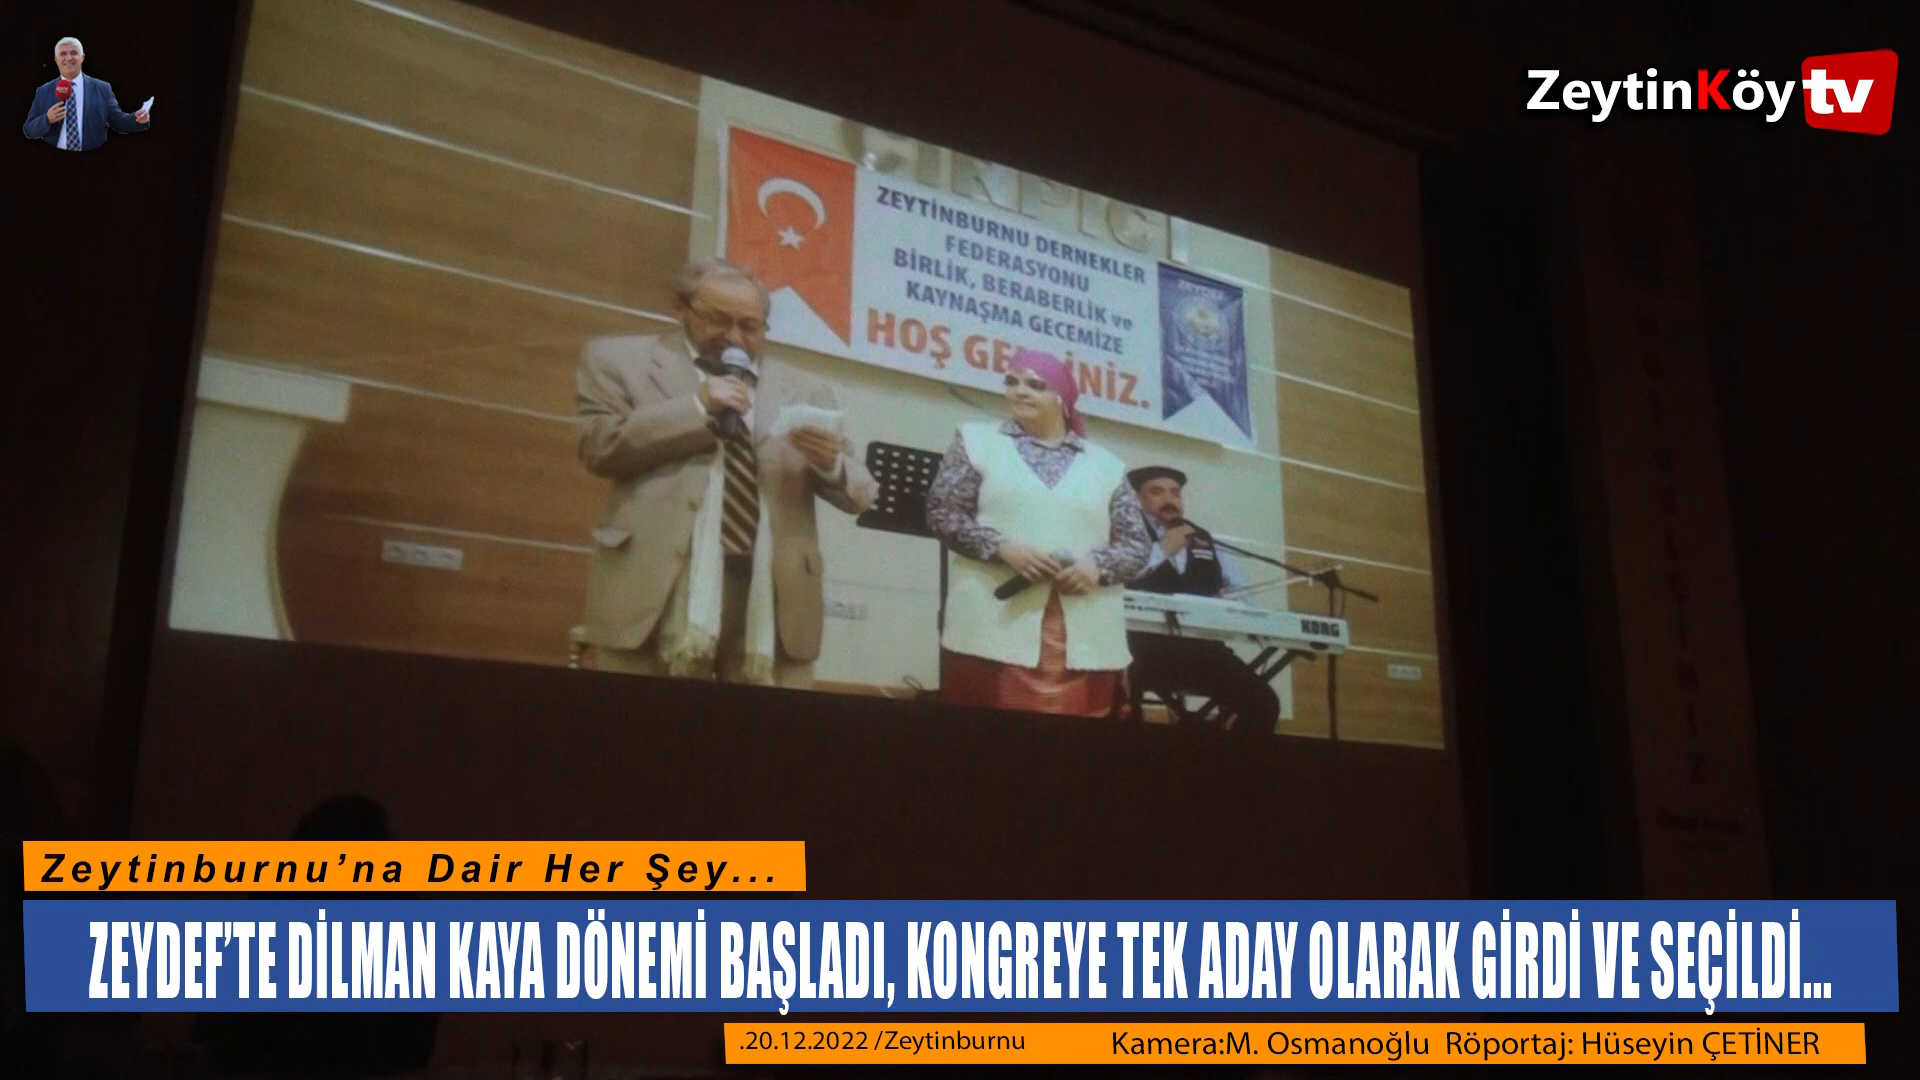 ZeytinKöy tv
ÇIRPICI
ZEYTİNBURNU DERNEKLER
FEDERASYONU
BİRLİK, BERABERLİK ve
KAYNAŞMA GECEMİZE
HOŞ
KORG
Zeytinburnu’na Dair Her Şey...
ZEYDEF’TE DİLMAN KAYA DÖNEMİ BAŞLADI, KONGREYE TEK ADAY OLARAK GİRDİ VE SEÇİLDİ...
.20.12.2022 /Zeytinburnu Kamera:M. Osmanoğlu Röportaj: Hüseyin ÇETİNER